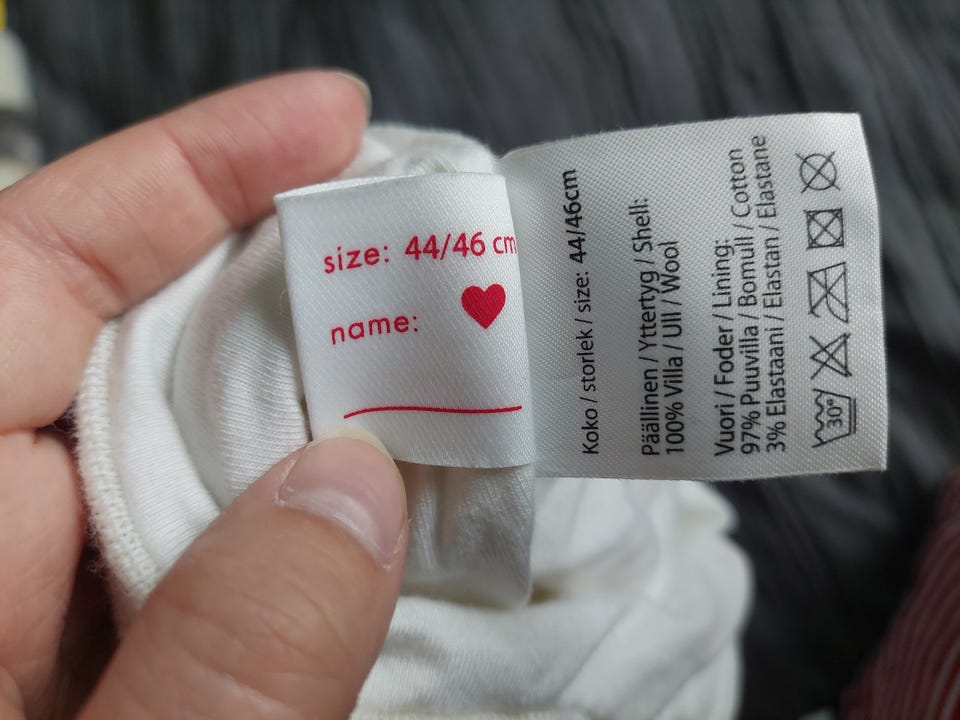 size: 44/46 cm
name:
Koko / storlek / size: 44/46cm
Päällinen / Yttertyg / Shell:
100% Villa / Ull / Wool
Vuori / Foder / Lining:
97% Puuvilla / Bomull / Cotton
3% Elastaani / Elastan / Elastane
30°